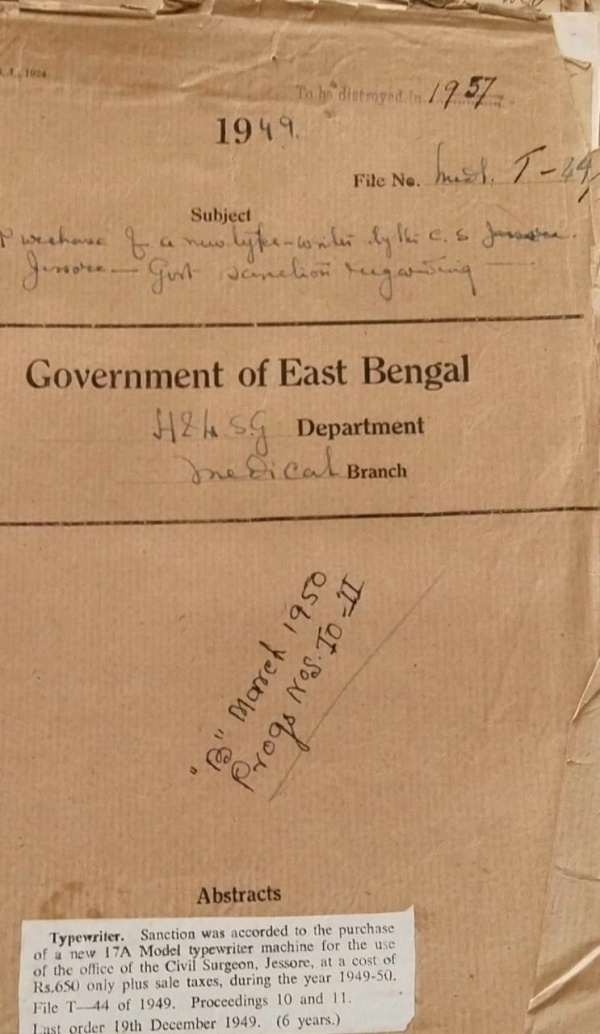 To be distroyed in 1957
1949.
File No. Med. T-44
Subject
Purchase of a new type-writer by the C. S
Jessore — Govt sanction regarding —
Government of East Bengal
H & L S.G Department
Medical Branch
"B" March 1950
Progs Nos. 10-11
Abstracts
Typewriter. Sanction was accorded to the purchase
of a new 17A Model typewriter machine for the use
of the office of the Civil Surgeon, Jessore, at a cost of
Rs.650 only plus sale taxes, during the year 1949-50.
File T—44 of 1949. Proceedings 10 and 11.
Last order 19th December 1949. (6 years.)